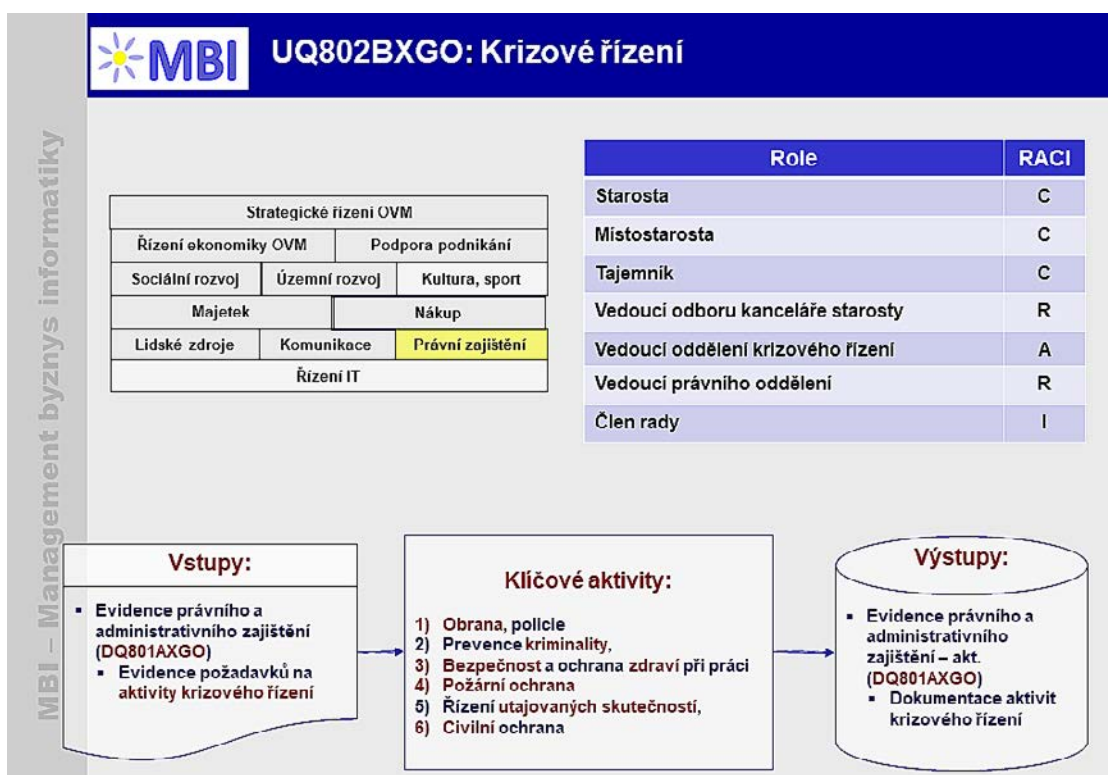 MBI
UQ802BXGO: Krizové řízení
MBI – Management byznys informatiky
Strategické řízení OVM
Řízení ekonomiky OVM
Podpora podnikání
Sociální rozvoj
Územní rozvoj
Kultura, sport
Majetek
Nákup
Lidské zdroje
Komunikace
Právní zajištění
Řízení IT
Role RACI
Starosta C
Místostarosta C
Tajemník C
Vedoucí odboru kanceláře starosty R
Vedoucí oddělení krizového řízení A
Vedoucí právního oddělení R
Člen rady I
Vstupy:
▪ Evidence právního a
administrativního zajištění
(DQ801AXGO)
▪ Evidence požadavků na
aktivity krizového řízení
Klíčové aktivity:
1) Obrana, policie
2) Prevence kriminality,
3) Bezpečnost a ochrana zdraví při práci
4) Požární ochrana
5) Řízení utajovaných skutečností,
6) Civilní ochrana
Výstupy:
▪ Evidence právního a
administrativního
zajištění – akt.
(DQ801AXGO)
▪ Dokumentace aktivit
krizového řízení